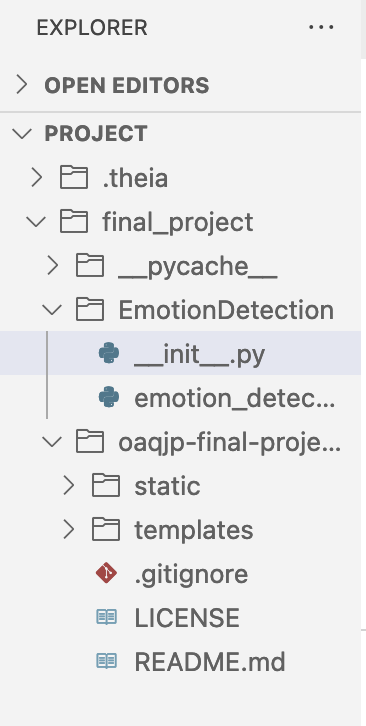 EXPLORER ...
OPEN EDITORS
PROJECT
.theia
final_project
__pycache__
EmotionDetection
__init__.py
emotion_detec...
oaqjp-final-proje...
static
templates
.gitignore
LICENSE
README.md